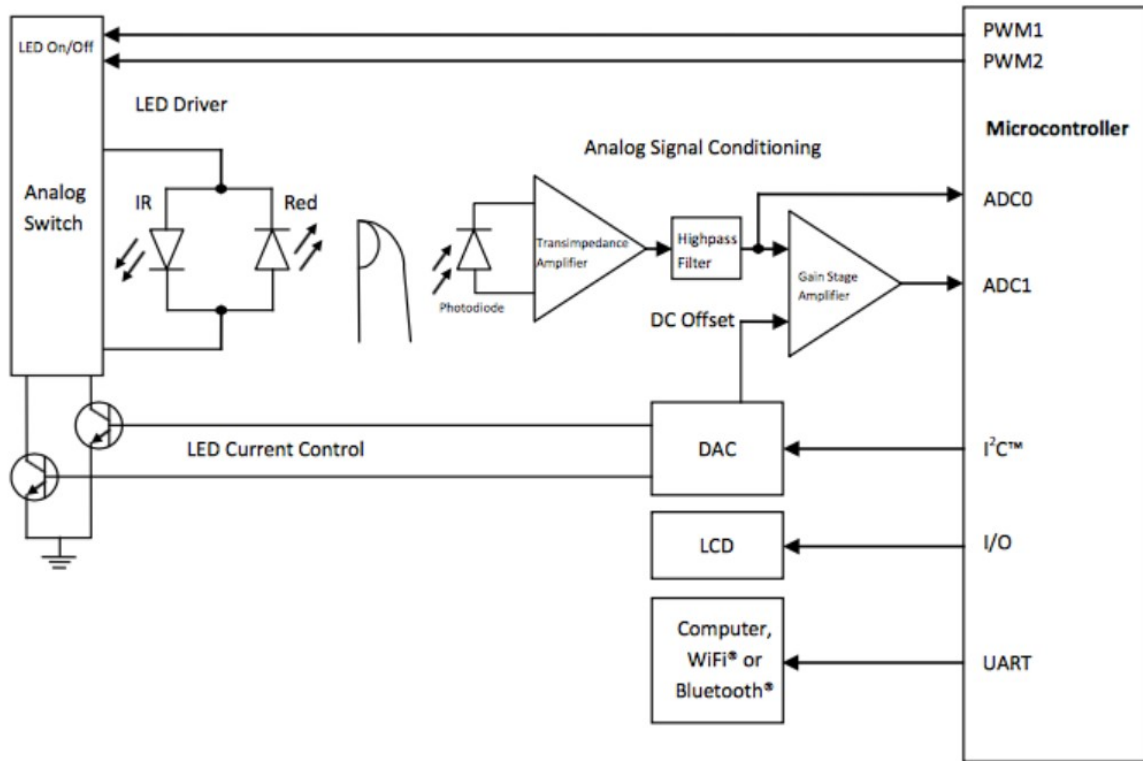 LED On/Off
PWM1
PWM2
LED Driver
Microcontroller
Analog Signal Conditioning
Analog
Switch
IR
Red
Transimpedance
Amplifier
Highpass
Filter
ADC0
Gain Stage
Amplifier
ADC1
Photodiode
DC Offset
LED Current Control
DAC
I²C™
LCD
I/O
Computer,
WiFi® or
Bluetooth®
UART